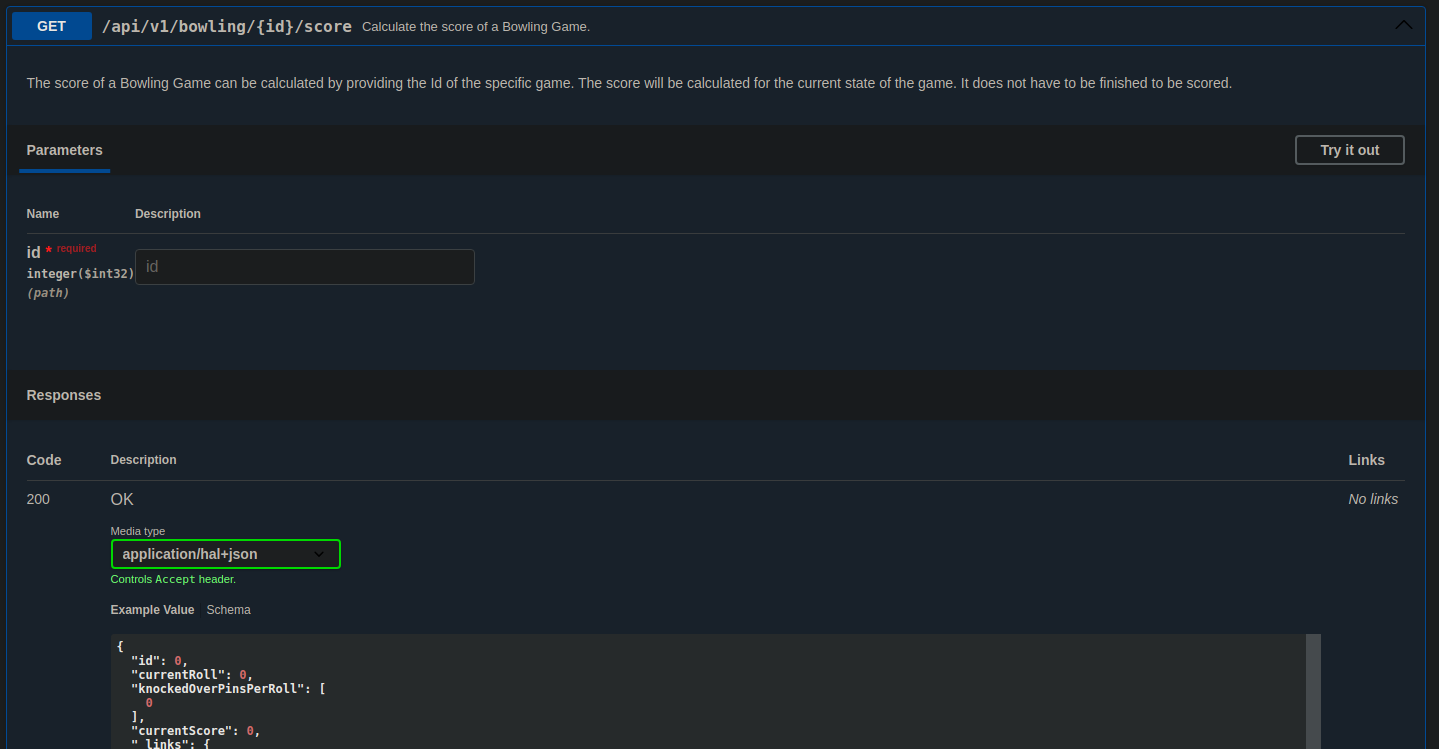 GET /api/v1/bowling/{id}/score Calculate the score of a Bowling Game.
The score of a Bowling Game can be calculated by providing the Id of the specific game. The score will be calculated for the current state of the game. It does not have to be finished to be scored.
Parameters Try it out
Name Description
id * required
integer($int32) id
(path)
Responses
Code Description Links
200 OK No links
Media type
application/hal+json
Controls Accept header.
Example Value Schema
{
"id": 0,
"currentRoll": 0,
"knockedOverPinsPerRoll": [
0
],
"currentScore": 0,
"_links": {